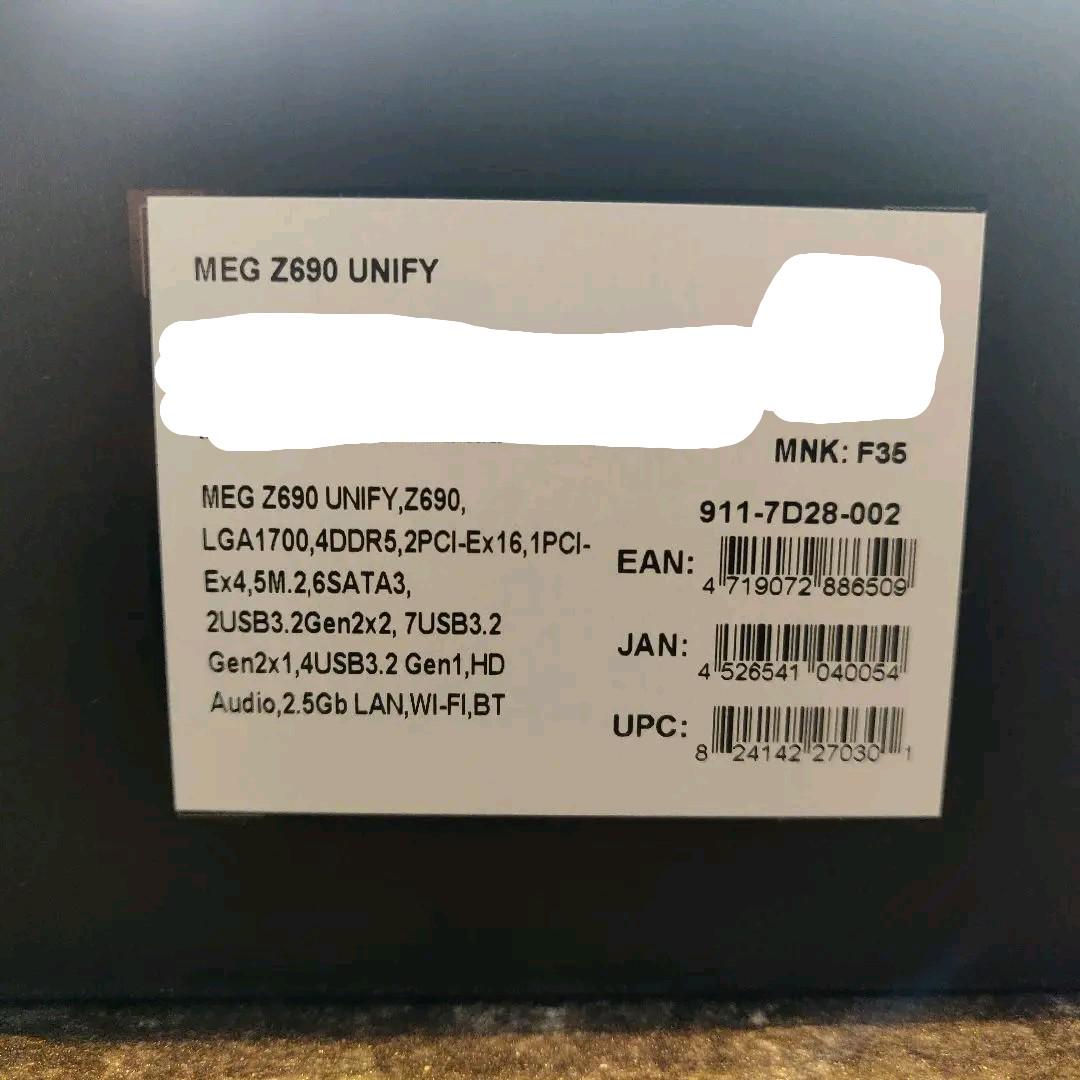 MEG Z690 UNIFY
MNK: F35
MEG Z690 UNIFY,Z690,
LGA1700,4DDR5,2PCI-Ex16,1PCI-
Ex4,5M.2,6SATA3,
2USB3.2Gen2x2, 7USB3.2
Gen2x1,4USB3.2 Gen1,HD
Audio,2.5Gb LAN,WI-FI,BT
911-7D28-002
EAN:
4 719072 886509
JAN:
4 526541 040054
UPC:
8 24142 27030 1